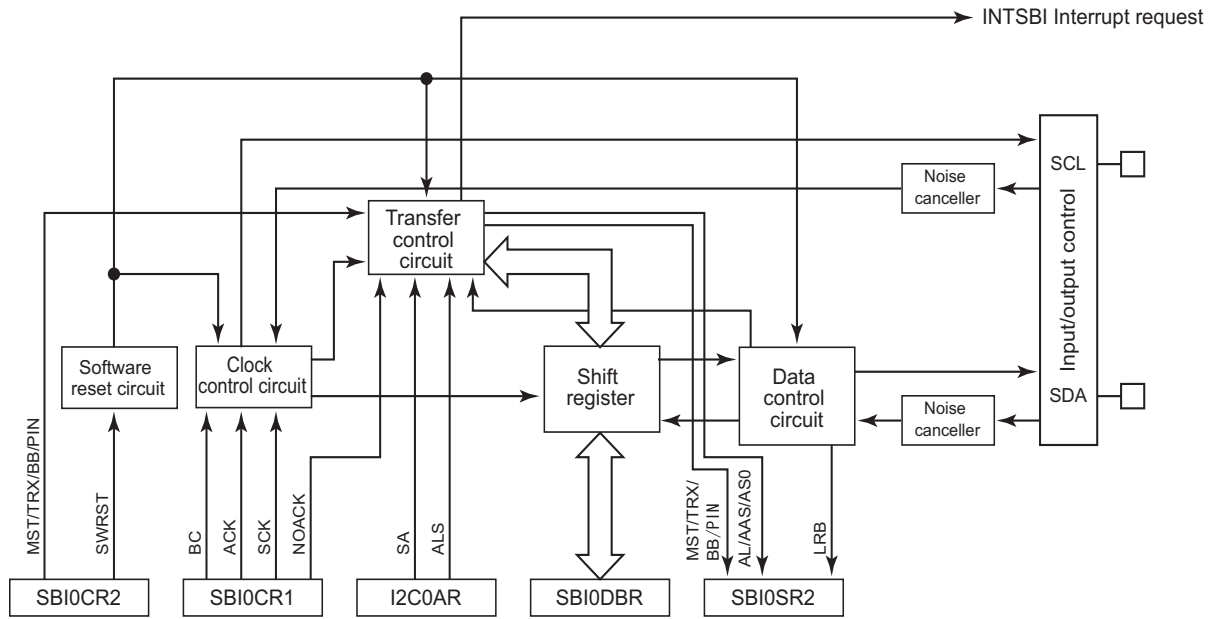 INTSBI Interrupt request
SCL
Noise
canceller
Transfer
control
circuit
Input/output control
Software
reset circuit
Clock
control circuit
Shift
register
Data
control
circuit
SDA
Noise
canceller
MST/TRX/BB/PIN
SWRST
BC
ACK
SCK
NOACK
SA
ALS
MST/TRX/
BB/PIN
AL/AAS/AS0
LRB
SBI0CR2
SBI0CR1
I2C0AR
SBI0DBR
SBI0SR2